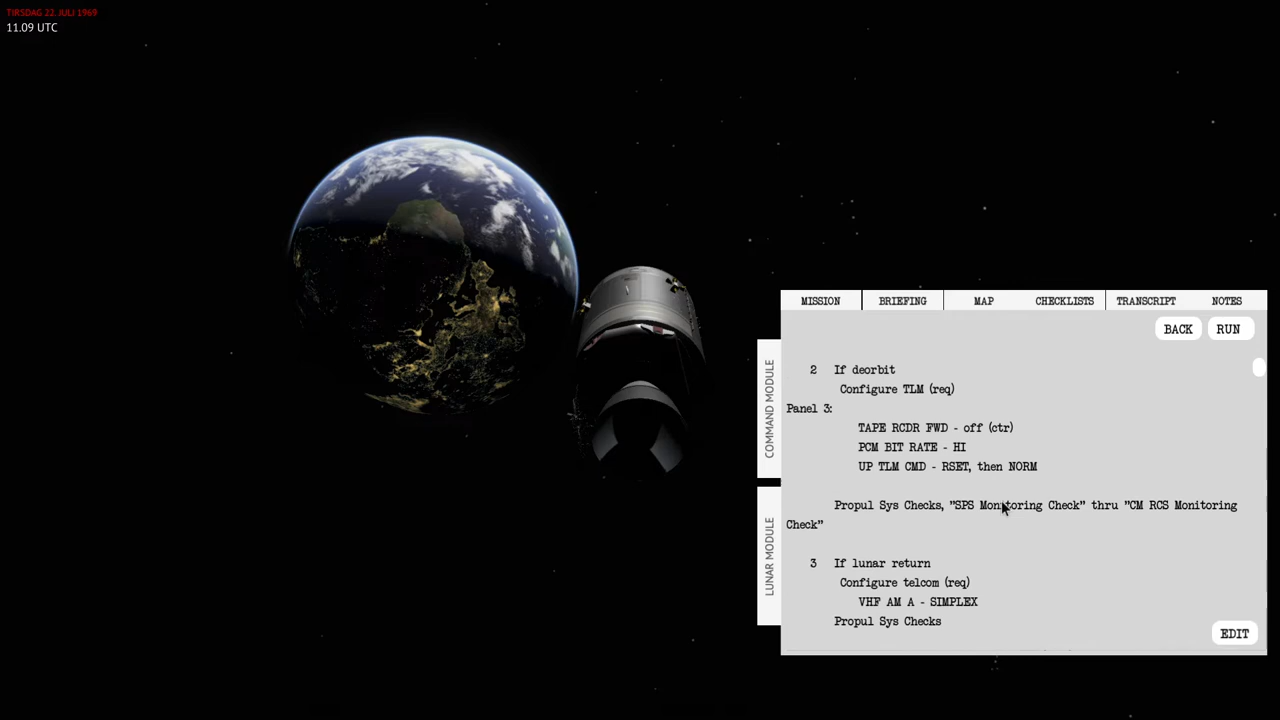 TIRSDAG 22. JULI 1969
11.09 UTC
MISSION BRIEFING MAP CHECKLISTS TRANSCRIPT NOTES
BACK RUN
COMMAND MODULE
LUNAR MODULE
2 If deorbit
Configure TLM (req)
Panel 3:
TAPE RCDR FWD - off (ctr)
PCM BIT RATE - HI
UP TLM CMD - RSET, then NORM
Propul Sys Checks, "SPS Monitoring Check" thru "CM RCS Monitoring
Check"
3 If lunar return
Configure telcom (req)
VHF AM A - SIMPLEX
Propul Sys Checks
EDIT